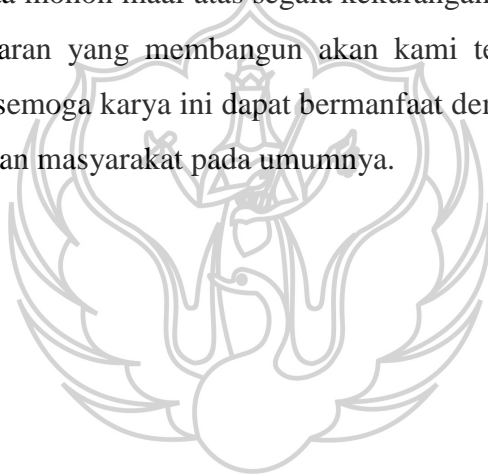 a mohon maaf atas segala kekurangan
aran yang membangun akan kami te
semoga karya ini dapat bermanfaat de
an masyarakat pada umumnya.